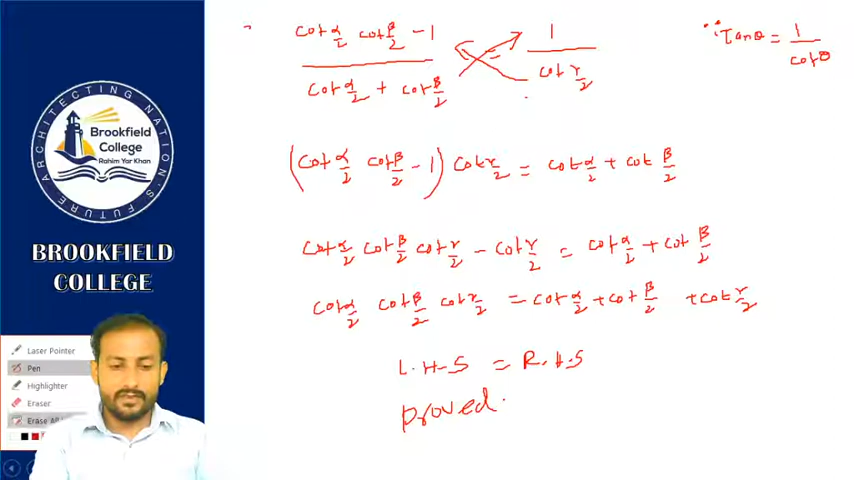 ARCHITECTING NATION'S FUTURE
Brookfield
College
Rahim Yar Khan
BROOKFIELD
COLLEGE
Laser Pointer
Pen
Highlighter
Eraser
Erase All
(cot α/2 cot β/2 - 1)/(cot α/2 + cot β/2) = 1/(cot γ/2)
∵ Tanθ = 1/cotθ
(cot α/2 cot β/2 - 1) cot γ/2 = cot α/2 + cot β/2
cot α/2 cot β/2 cot γ/2 - cot γ/2 = cot α/2 + cot β/2
cot α/2 cot β/2 cot γ/2 = cot α/2 + cot β/2 + cot γ/2
L.H.S = R.H.S
proved.